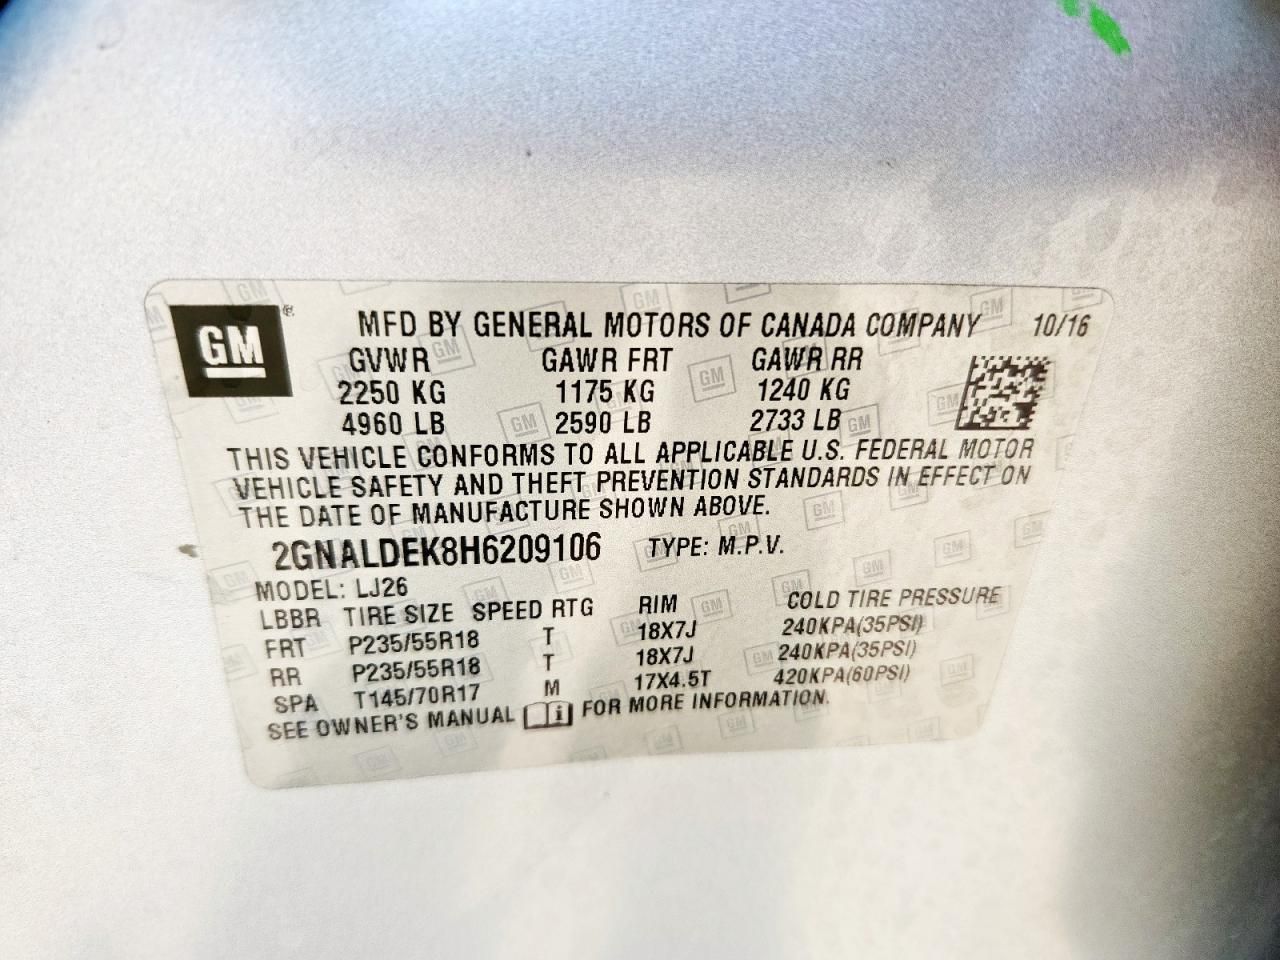 GM ®
MFD BY GENERAL MOTORS OF CANADA COMPANY 10/16
GVWR GAWR FRT GAWR RR
2250 KG 1175 KG 1240 KG
4960 LB 2590 LB 2733 LB
THIS VEHICLE CONFORMS TO ALL APPLICABLE U.S. FEDERAL MOTOR
VEHICLE SAFETY AND THEFT PREVENTION STANDARDS IN EFFECT ON
THE DATE OF MANUFACTURE SHOWN ABOVE.
2GNALDEK8H6209106 TYPE: M.P.V.
MODEL: LJ26
LBBR TIRE SIZE SPEED RTG RIM COLD TIRE PRESSURE
FRT P235/55R18 T 18X7J 240KPA(35PSI)
RR P235/55R18 T 18X7J 240KPA(35PSI)
SPA T145/70R17 M 17X4.5T 420KPA(60PSI)
SEE OWNER'S MANUAL i FOR MORE INFORMATION.